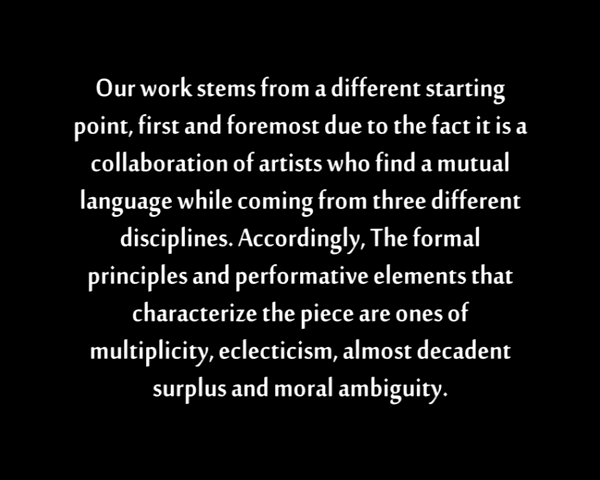 Our work stems from a different starting
point, first and foremost due to the fact it is a
collaboration of artists who find a mutual
language while coming from three different
disciplines. Accordingly, The formal
principles and performative elements that
characterize the piece are ones of
multiplicity, eclecticism, almost decadent
surplus and moral ambiguity.